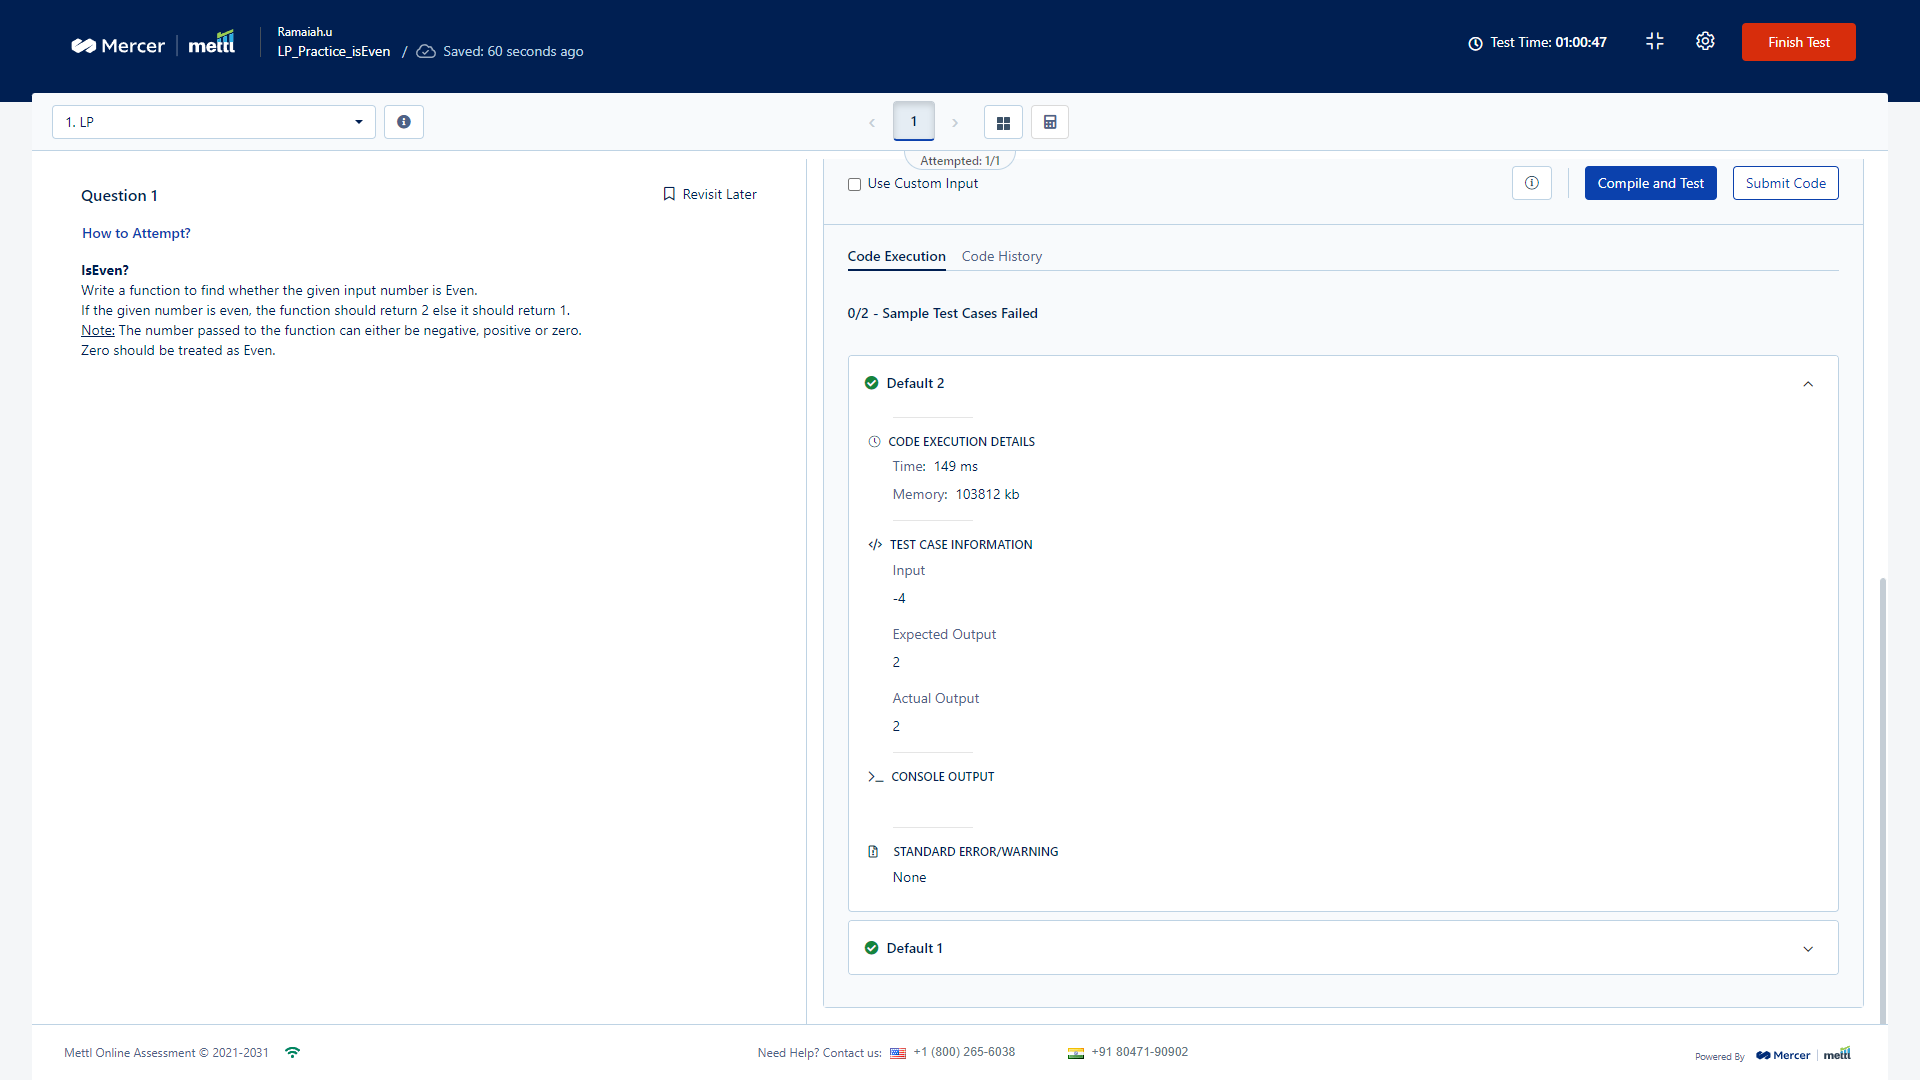 Mercer | mettl
Ramaiah.u
LP_Practice_isEven / Saved: 60 seconds ago
Test Time: 01:00:47
Finish Test
1. LP
1
Attempted: 1/1
Question 1
Revisit Later
How to Attempt?
IsEven?
Write a function to find whether the given input number is Even.
If the given number is even, the function should return 2 else it should return 1.
Note: The number passed to the function can either be negative, positive or zero.
Zero should be treated as Even.
Use Custom Input
Compile and Test
Submit Code
Code Execution
Code History
0/2 - Sample Test Cases Failed
Default 2
CODE EXECUTION DETAILS
Time: 149 ms
Memory: 103812 kb
</> TEST CASE INFORMATION
Input
-4
Expected Output
2
Actual Output
2
CONSOLE OUTPUT
STANDARD ERROR/WARNING
None
Default 1
Mettl Online Assessment © 2021-2031
Need Help? Contact us: +1 (800) 265-6038
+91 80471-90902
Powered By Mercer | mettl